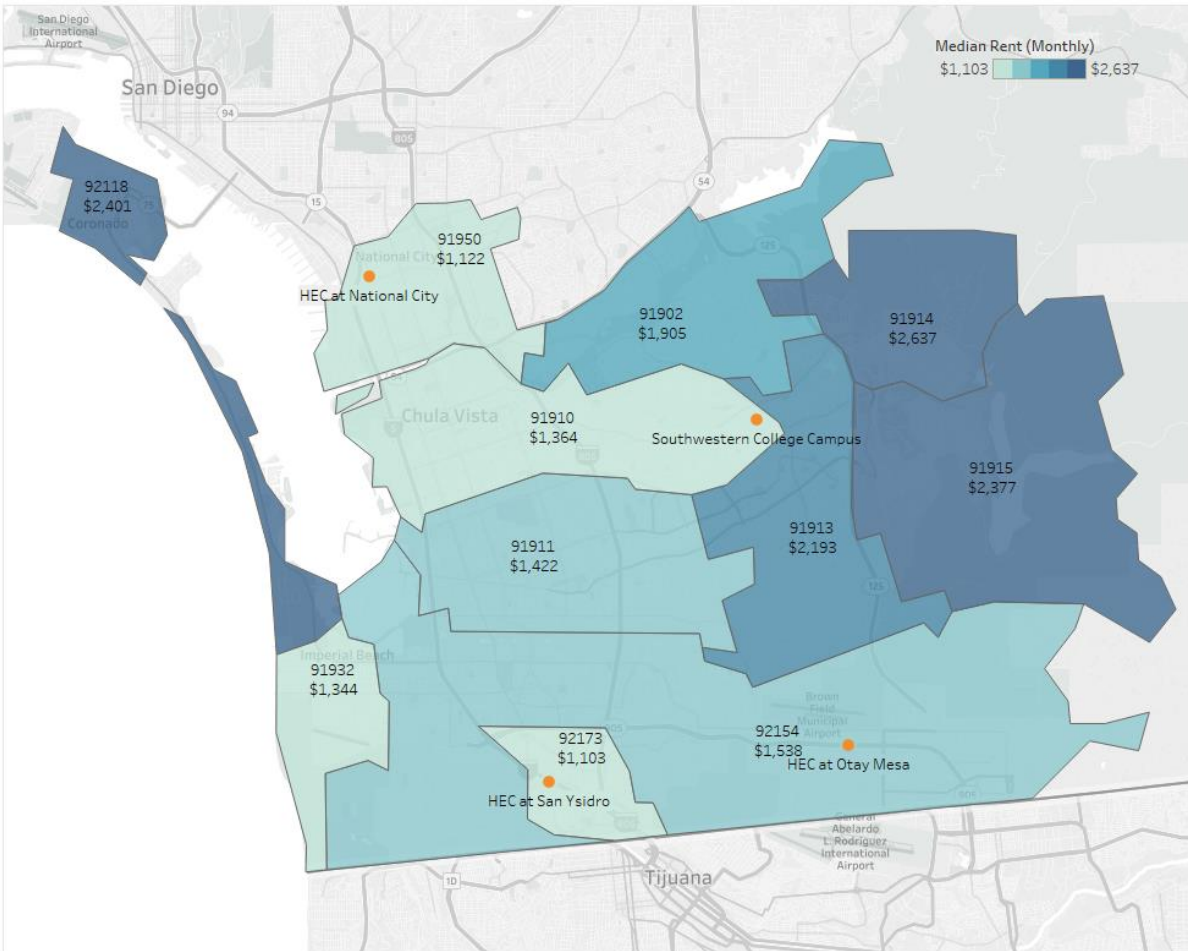 San Diego
International
Airport
Median Rent (Monthly)
$1,103
$2,637
San Diego
94
805
15
54
92118
$2,401
75
Coronado
91950
$1,122
National City
HEC at National City
125
91902
$1,905
91914
$2,637
Chula Vista
91910
$1,364
Southwestern College Campus
805
91915
$2,377
91913
$2,193
91911
$1,422
125
Imperial Beach
91932
$1,344
Brown
Field
Municipal
Airport
92154
$1,538
HEC at Otay Mesa
905
92173
$1,103
HEC at San Ysidro
905
General
Abelardo
L. Rodríguez
International
Airport
Tijuana
1D